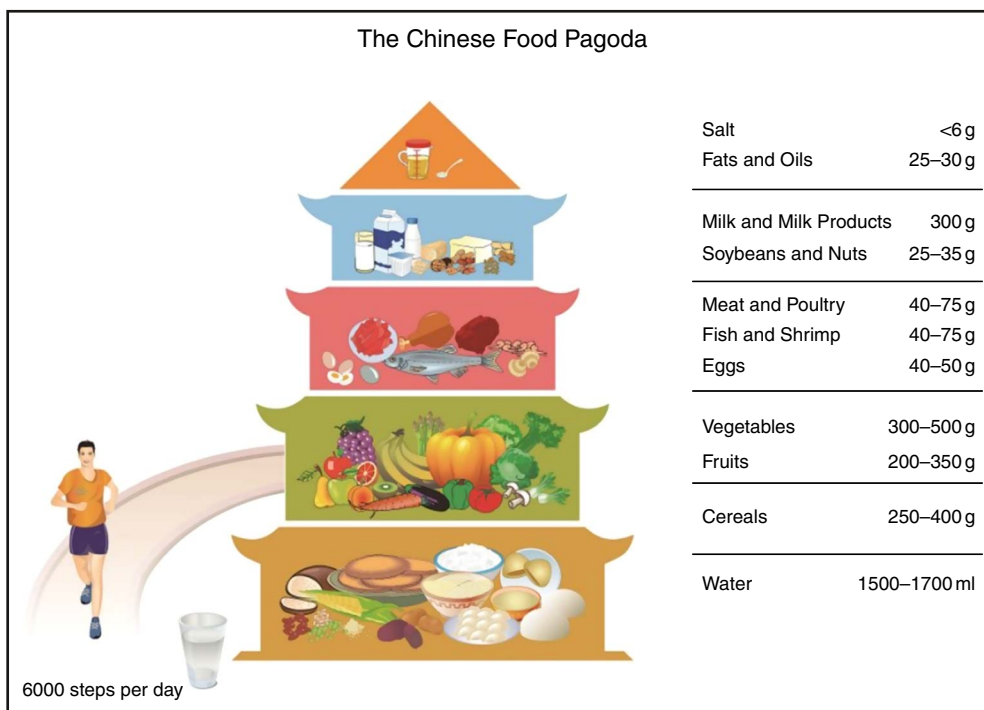 The Chinese Food Pagoda
Salt <6 g
Fats and Oils 25–30 g
Milk and Milk Products 300 g
Soybeans and Nuts 25–35 g
Meat and Poultry 40–75 g
Fish and Shrimp 40–75 g
Eggs 40–50 g
Vegetables 300–500 g
Fruits 200–350 g
Cereals 250–400 g
Water 1500–1700 ml
6000 steps per day